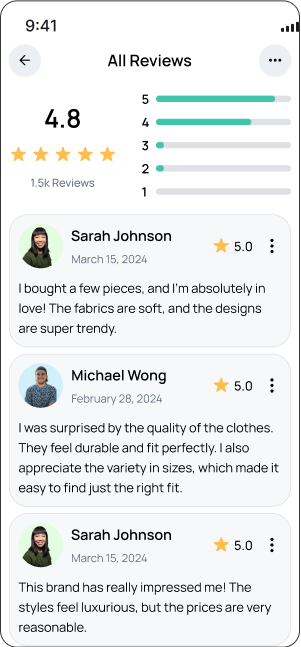 9:41
All Reviews
4.8
1.5k Reviews
5
4
3
2
1
Sarah Johnson
March 15, 2024
5.0
I bought a few pieces, and I'm absolutely in
love! The fabrics are soft, and the designs
are super trendy.
Michael Wong
February 28, 2024
5.0
I was surprised by the quality of the clothes.
They feel durable and fit perfectly. I also
appreciate the variety in sizes, which made it
easy to find just the right fit.
Sarah Johnson
March 15, 2024
5.0
This brand has really impressed me! The
styles feel luxurious, but the prices are very
reasonable.